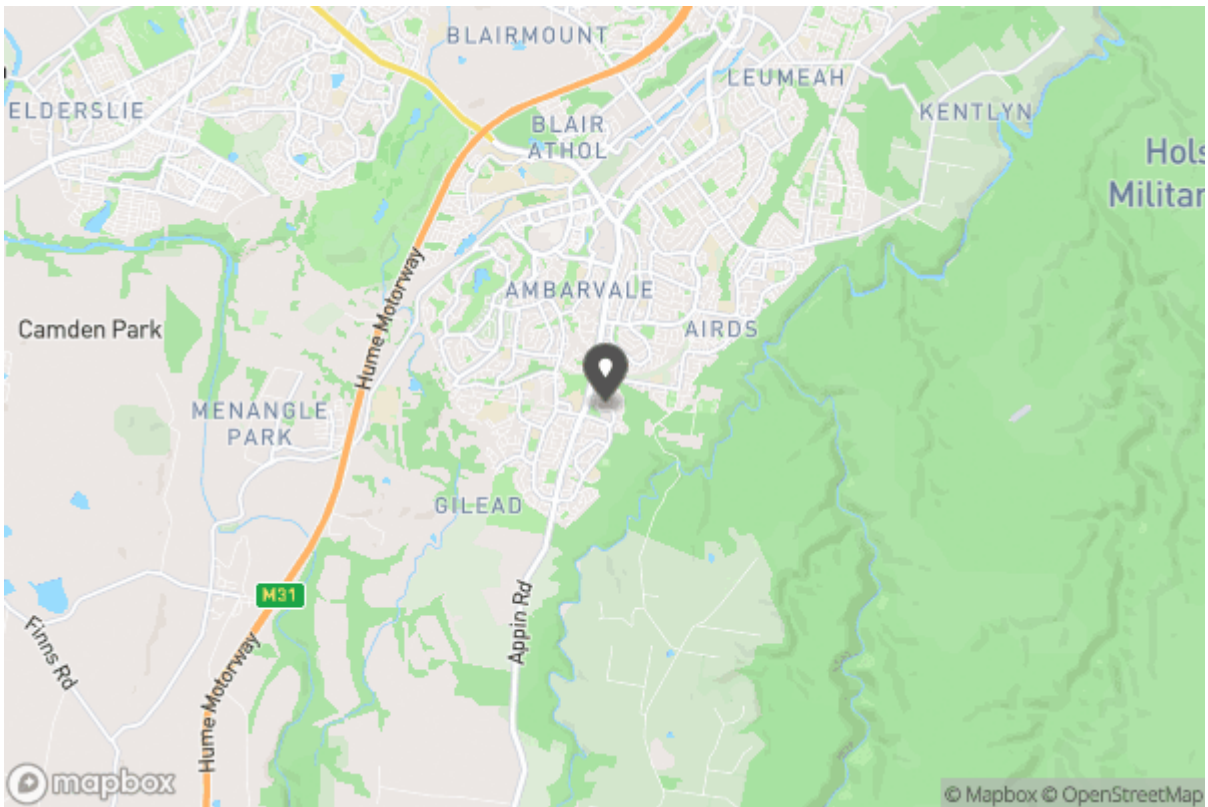 BLAIRMOUNT
LEUMEAH
ELDERSLIE
KENTLYN
BLAIR
ATHOL
Hols
Militar
Hume Motorway
AMBARVALE
Camden Park
AIRDS
MENANGLE
PARK
GILEAD
M31
Appin Rd
Finns Rd
Hume Motorway
mapbox
© Mapbox © OpenStreetMap